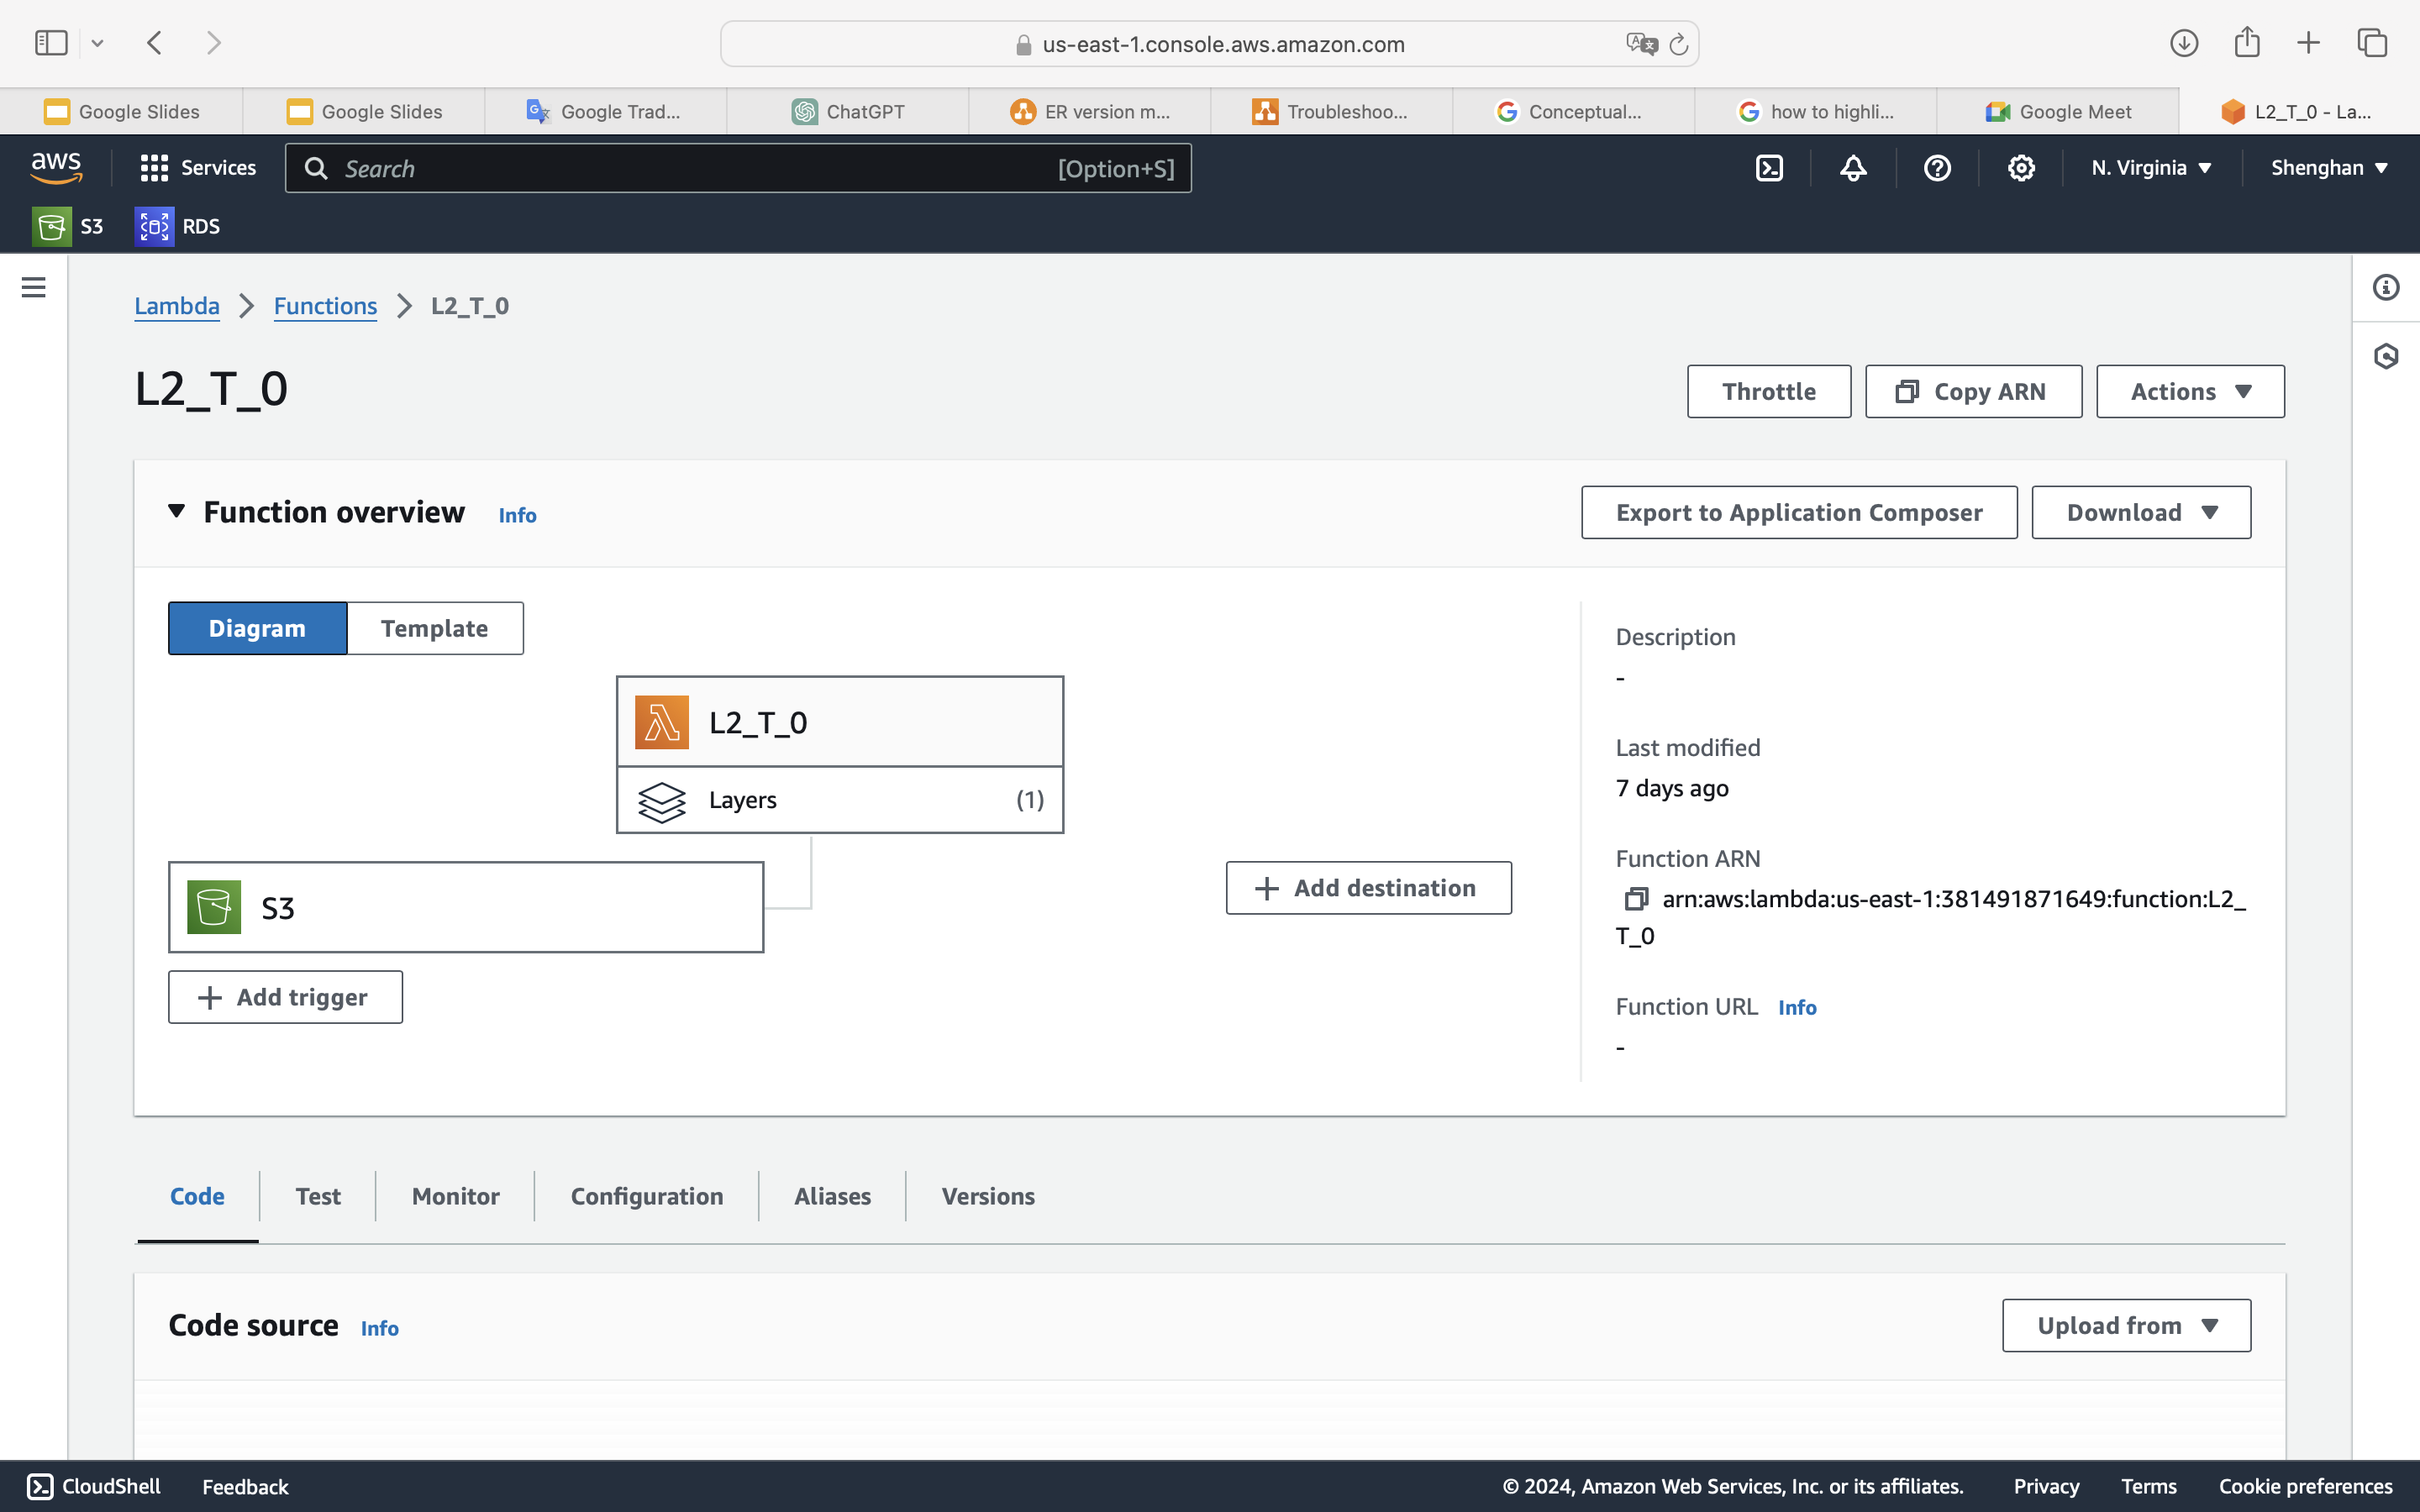 us-east-1.console.aws.amazon.com
Google Slides
Google Slides
Google Trad...
ChatGPT
ER version m...
Troubleshoo...
Conceptual...
how to highli...
Google Meet
L2_T_0 - La...
aws
Services
Search
[Option+S]
N. Virginia
Shenghan
S3
RDS
Lambda
Functions
L2_T_0
L2_T_0
Throttle
Copy ARN
Actions
Function overview
Info
Export to Application Composer
Download
Diagram
Template
L2_T_0
Layers
(1)
S3
Add trigger
Add destination
Description
-
Last modified
7 days ago
Function ARN
arn:aws:lambda:us-east-1:381491871649:function:L2_
T_0
Function URL
Info
-
Code
Test
Monitor
Configuration
Aliases
Versions
Code source
Info
Upload from
CloudShell
Feedback
© 2024, Amazon Web Services, Inc. or its affiliates.
Privacy
Terms
Cookie preferences